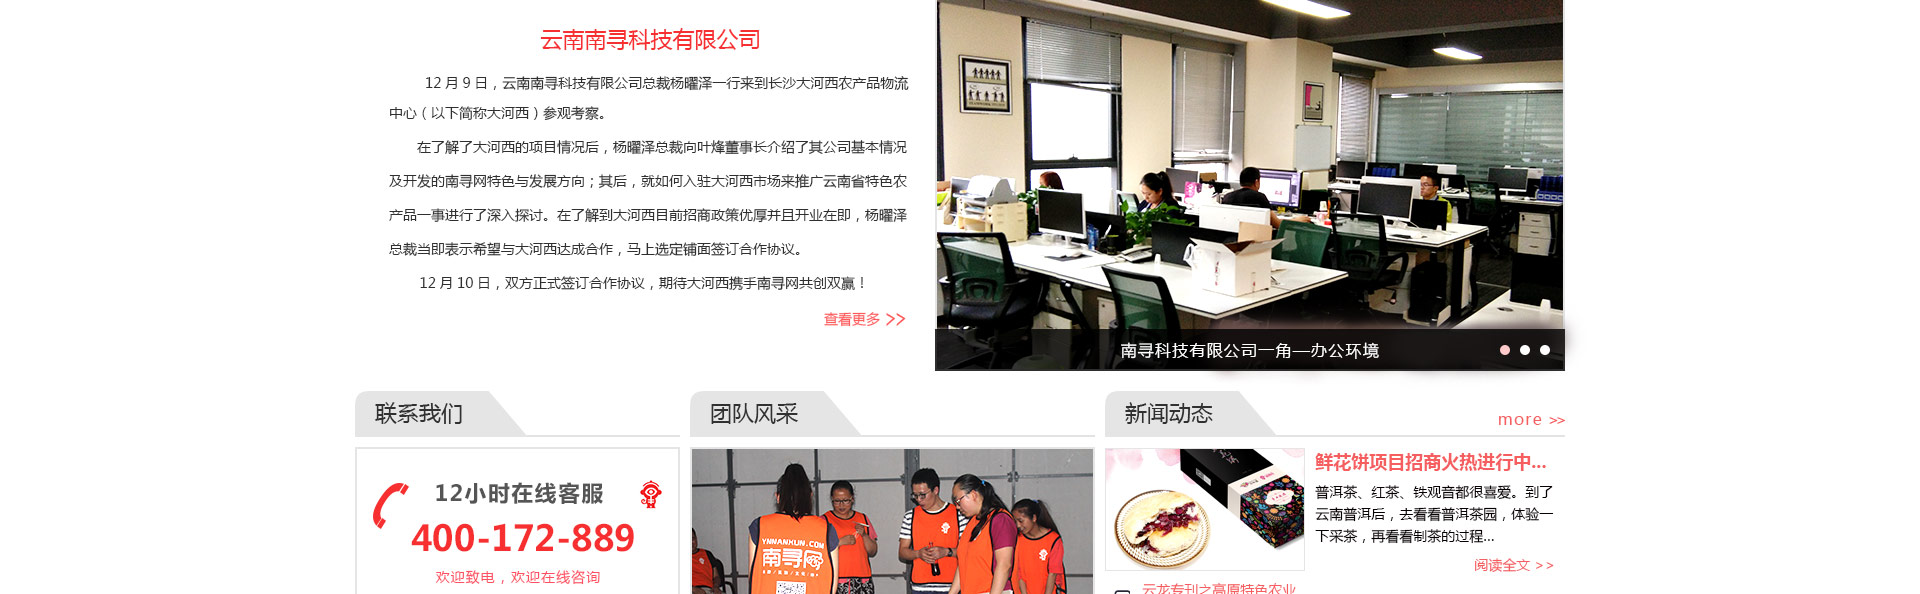 云南南寻科技有限公司
12 月 9 日，云南南寻科技有限公司总裁杨曜泽一行来到长沙大河西农产品物流
中心（以下简称大河西）参观考察。
在了解了大河西的项目情况后，杨曜泽总裁向叶烽董事长介绍了其公司基本情况
及开发的南寻网特色与发展方向；其后，就如何入驻大河西市场来推广云南省特色农
产品一事进行了深入探讨。在了解到大河西目前招商政策优厚并且开业在即，杨曜泽
总裁当即表示希望与大河西达成合作，马上选定铺面签订合作协议。
12 月 10 日，双方正式签订合作协议，期待大河西携手南寻网共创双赢！
查看更多 >>
南寻科技有限公司一角—办公环境
联系我们
12小时在线客服
400-172-889
欢迎致电，欢迎在线咨询
团队风采
YNNANXUN.COM
南寻网
新闻动态
more >>
鲜花饼项目招商火热进行中...
普洱茶、红茶、铁观音都很喜爱。到了
云南普洱后，去看看普洱茶园，体验一
下采茶，再看看制茶的过程...
阅读全文 >>
云龙专刊之高原特色农业